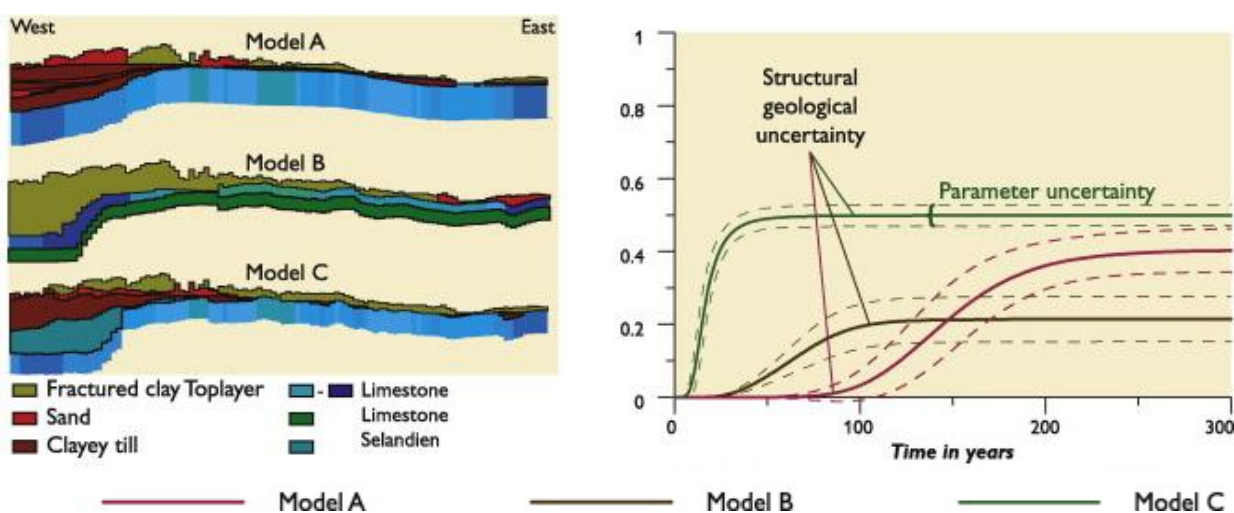 West
East
Model A
Model B
Model C
Fractured clay Toplayer
Sand
Clayey till
- Limestone
Limestone
Selandien
1
0.8
0.6
0.4
0.2
0
Structural
geological
uncertainty
Parameter uncertainty
0
100
200
300
Time in years
Model A
Model B
Model C